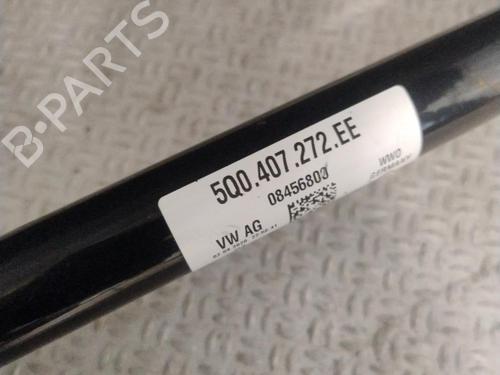 B-PARTS
5Q0.407.272.EE
08456800
WWO
GERMANY
VW AG